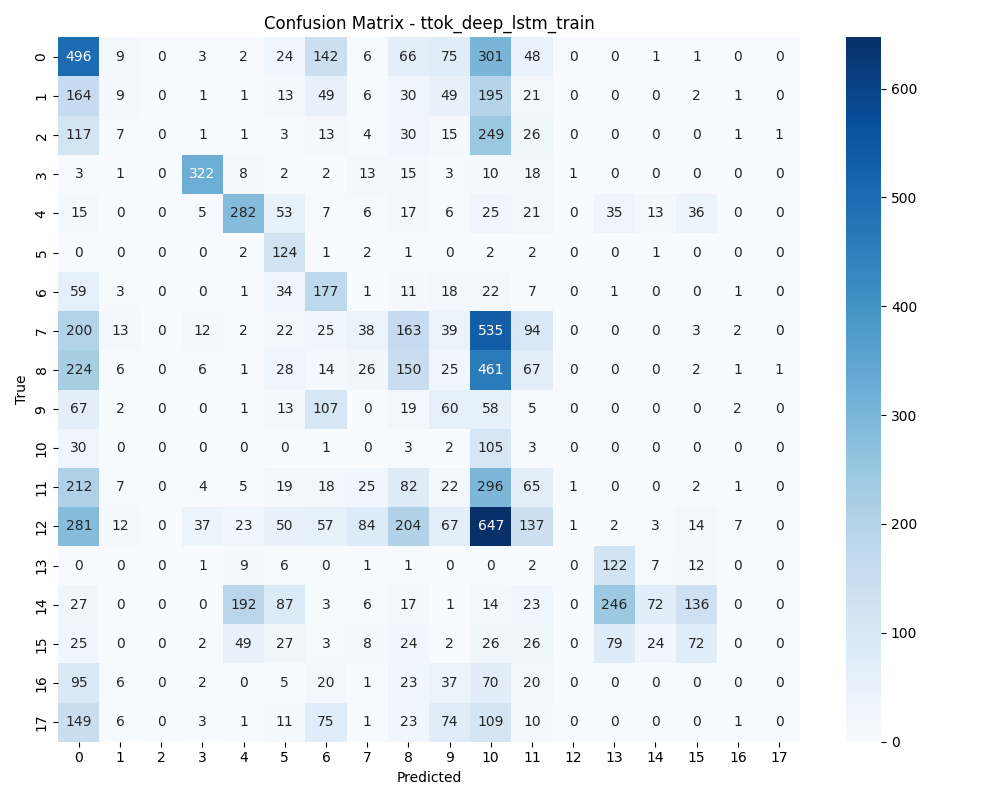 Confusion Matrix - ttok_deep_lstm_train
0 496 9 0 3 2 24 142 6 66 75 301 48 0 0 1 1 0 0
1 164 9 0 1 1 13 49 6 30 49 195 21 0 0 0 2 1 0
2 117 7 0 1 1 3 13 4 30 15 249 26 0 0 0 0 1 1
3 3 1 0 322 8 2 2 13 15 3 10 18 1 0 0 0 0 0
4 15 0 0 5 282 53 7 6 17 6 25 21 0 35 13 36 0 0
5 0 0 0 0 2 124 1 2 1 0 2 2 0 0 1 0 0 0
6 59 3 0 0 1 34 177 1 11 18 22 7 0 1 0 0 1 0
7 200 13 0 12 2 22 25 38 163 39 535 94 0 0 0 3 2 0
8 224 6 0 6 1 28 14 26 150 25 461 67 0 0 0 2 1 1
9 67 2 0 0 1 13 107 0 19 60 58 5 0 0 0 0 2 0
10 30 0 0 0 0 0 1 0 3 2 105 3 0 0 0 0 0 0
11 212 7 0 4 5 19 18 25 82 22 296 65 1 0 0 2 1 0
12 281 12 0 37 23 50 57 84 204 67 647 137 1 2 3 14 7 0
13 0 0 0 1 9 6 0 1 1 0 0 2 0 122 7 12 0 0
14 27 0 0 0 192 87 3 6 17 1 14 23 0 246 72 136 0 0
15 25 0 0 2 49 27 3 8 24 2 26 26 0 79 24 72 0 0
16 95 6 0 2 0 5 20 1 23 37 70 20 0 0 0 0 0 0
17 149 6 0 3 1 11 75 1 23 74 109 10 0 0 0 0 1 0
0 1 2 3 4 5 6 7 8 9 10 11 12 13 14 15 16 17
Predicted
True
600
500
400
300
200
100
0